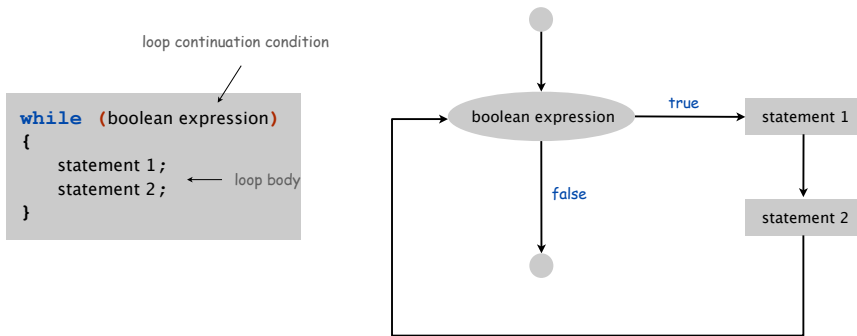 loop continuation condition
while (boolean expression)
{
statement 1;
statement 2;
}
loop body
boolean expression
true
false
statement 1
statement 2